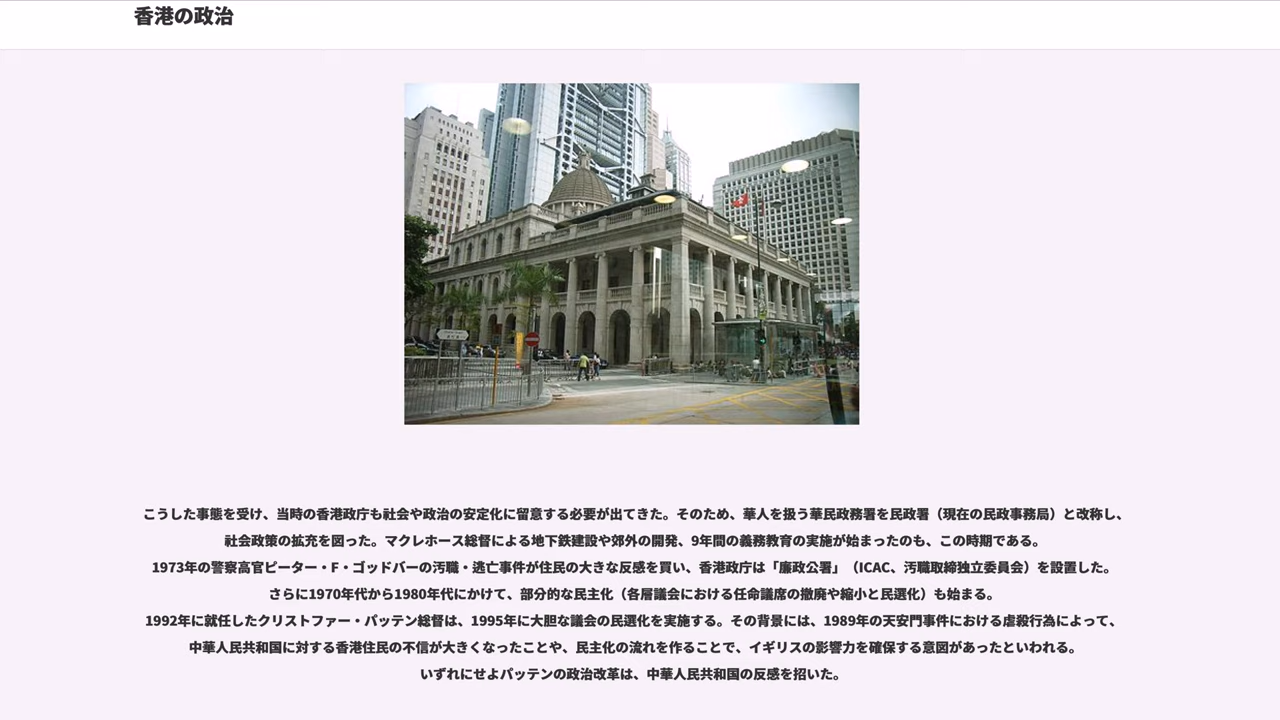 香港の政治
こうした事態を受け、当時の香港政庁も社会や政治の安定化に留意する必要が出てきた。そのため、華人を扱う華民政務署を民政署（現在の民政事務局）と改称し、
社会政策の拡充を図った。マクレホース総督による地下鉄建設や郊外の開発、9年間の義務教育の実施が始まったのも、この時期である。
1973年の警察高官ピーター・F・ゴッドバーの汚職・逃亡事件が住民の大きな反感を買い、香港政庁は「廉政公署」（ICAC、汚職取締独立委員会）を設置した。
さらに1970年代から1980年代にかけて、部分的な民主化（各層議会における任命議席の撤廃や縮小と民選化）も始まる。
1992年に就任したクリストファー・パッテン総督は、1995年に大胆な議会の民選化を実施する。その背景には、1989年の天安門事件における虐殺行為によって、
中華人民共和国に対する香港住民の不信が大きくなったことや、民主化の流れを作ることで、イギリスの影響力を確保する意図があったといわれる。
いずれにせよパッテンの政治改革は、中華人民共和国の反感を招いた。